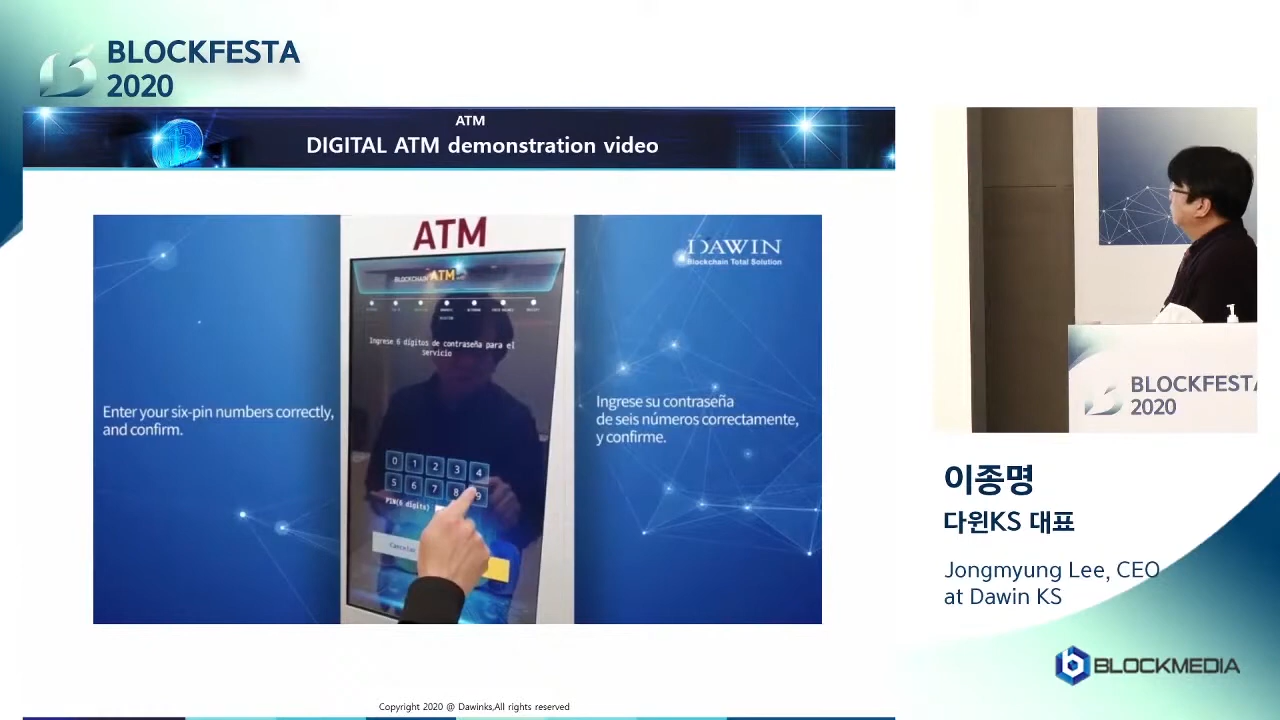 BLOCKFESTA
2020
ATM
DIGITAL ATM demonstration video
ATM
DAWIN
Blockchain Total Solution
BLOCKCHAIN ATM
Ingrese 6 dígitos de contraseña para el
servicio
Enter your six-pin numbers correctly,
and confirm.
Ingrese su contraseña
de seis números correctamente,
y confirme.
0 1 2 3 4
5 6 7 8 9
PIN(6 digits)
Cancelar
BLOCKFESTA
2020
이종명
다윈KS 대표
Jongmyung Lee, CEO
at Dawin KS
BLOCKMEDIA
Copyright 2020 @ Dawinks,All rights reserved